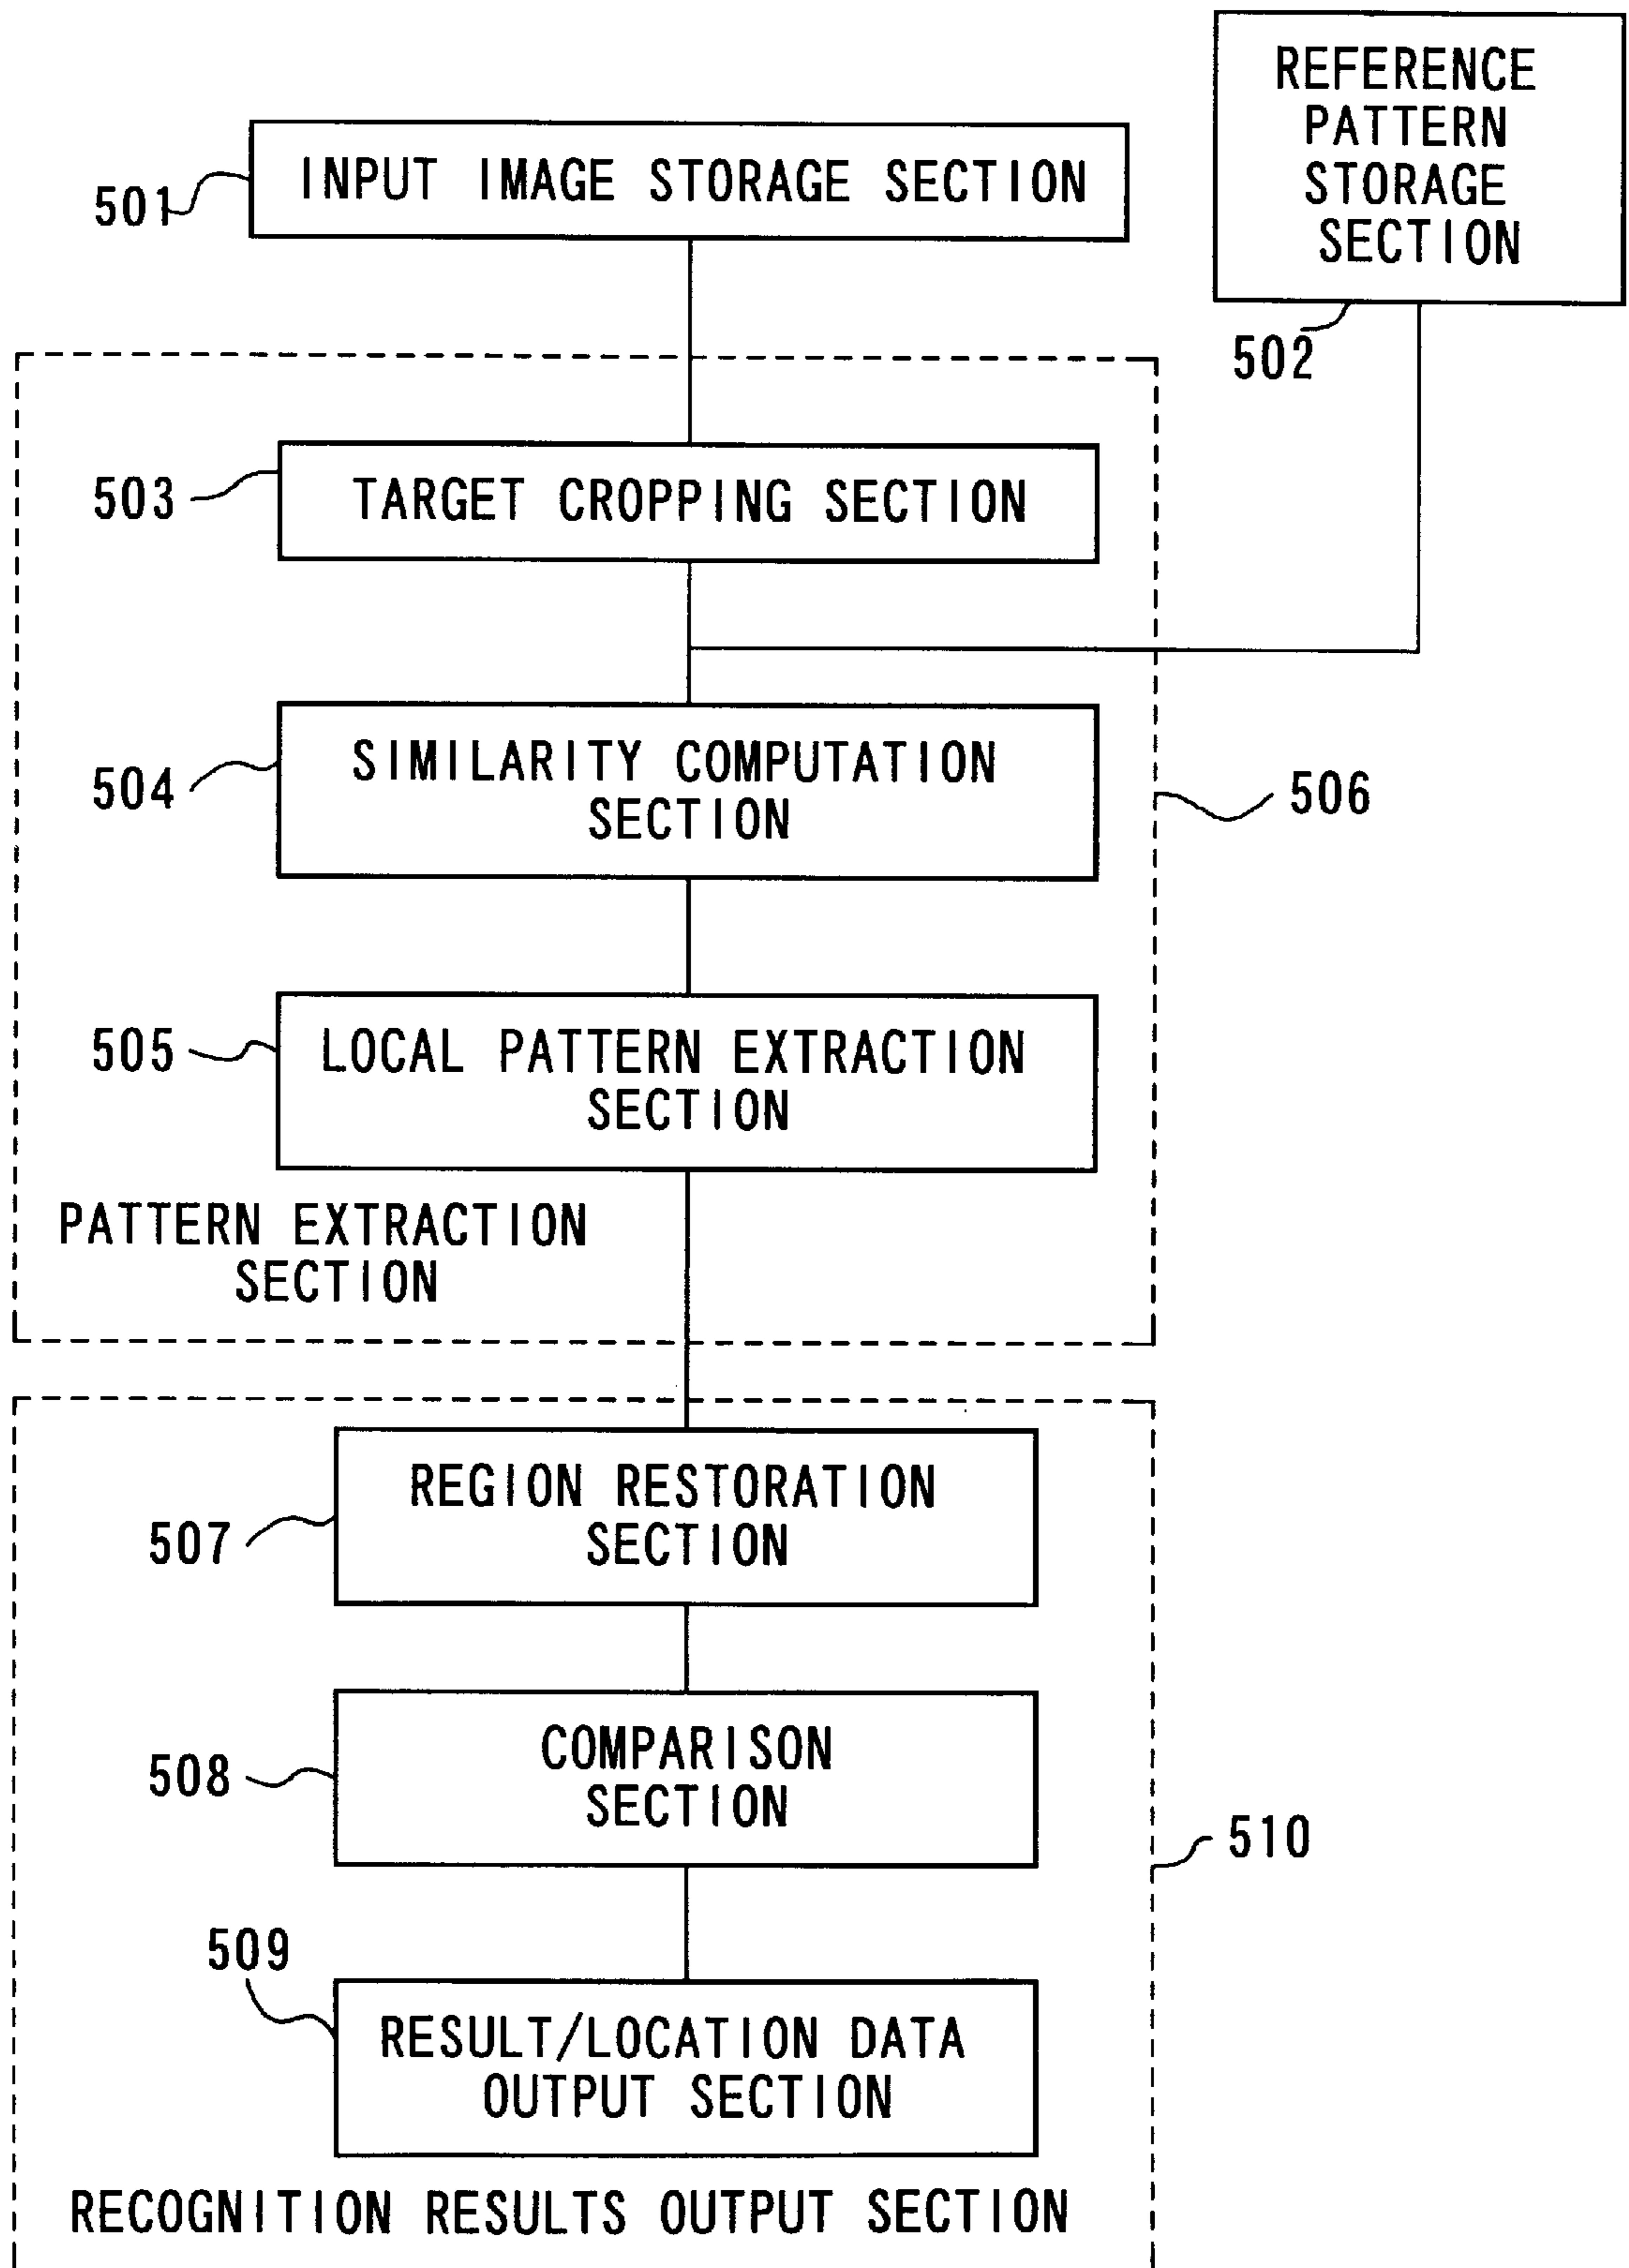 REFERENCE
PATTERN
STORAGE
SECTION
502
501
INPUT IMAGE STORAGE SECTION
503
TARGET CROPPING SECTION
504
SIMILARITY COMPUTATION
SECTION
506
505
LOCAL PATTERN EXTRACTION
SECTION
PATTERN EXTRACTION
SECTION
507
REGION RESTORATION
SECTION
508
COMPARISON
SECTION
510
509
RESULT/LOCATION DATA
OUTPUT SECTION
RECOGNITION RESULTS OUTPUT SECTION